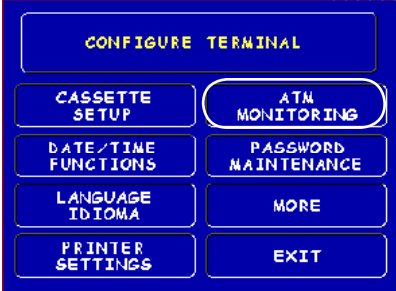 CONFIGURE TERMINAL
CASSETTE
SETUP
ATM
MONITORING
DATE/TIME
FUNCTIONS
PASSWORD
MAINTENANCE
LANGUAGE
IDIOMA
MORE
PRINTER
SETTINGS
EXIT